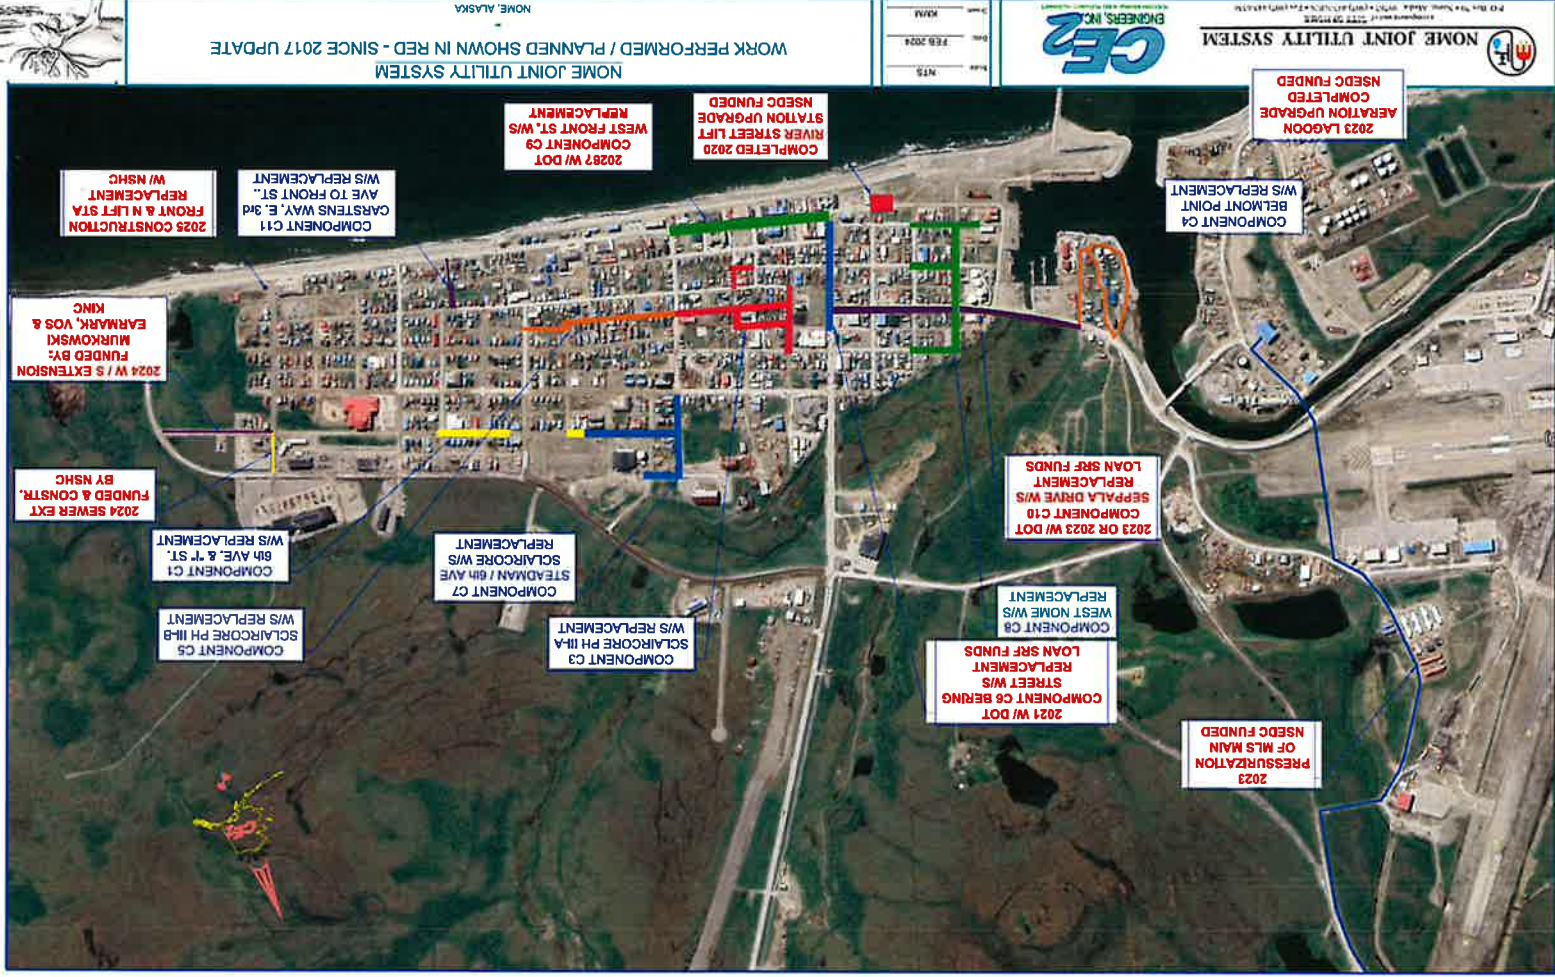 2023
PRESSURIZATION
OF MLS MAIN
NSEDC FUNDED
2021 W/ DOT
COMPONENT C6 BERING
STREET W/S
REPLACEMENT
LOAN SRF FUNDS
COMPONENT C8
WEST NOME W/S
REPLACEMENT
COMPONENT C3
SCLAIRCORE PH III-A
W/S REPLACEMENT
COMPONENT C5
SCLAIRCORE PH III-B
W/S REPLACEMENT
COMPONENT C7
STEADMAN / 6th AVE
SCLAIRCORE W/S
REPLACEMENT
COMPONENT C1
6th AVE. & "I" ST.
W/S REPLACEMENT
2023 OR 2023 W/ DOT
COMPONENT C10
SEPPALA DRIVE W/S
REPLACEMENT
LOAN SRF FUNDS
2024 SEWER EXT
FUNDED & CONSTR.
BY NSHC
2024 W / S EXTENSION
FUNDED BY:
MURKOWSKI
EARMARK, VOS &
KING
COMPONENT C4
BELMONT POINT
W/S REPLACEMENT
COMPONENT C11
CARSTENS WAY, E. 3rd
AVE TO FRONT ST..
W/S REPLACEMENT
2025 CONSTRUCTION
FRONT & N LIFT STA
REPLACEMENT
W/ NSHC
2023 LAGOON
AERATION UPGRADE
COMPLETED
NSEDC FUNDED
COMPLETED 2020
RIVER STREET LIFT
STATION UPGRADE
NSEDC FUNDED
2028? W/ DOT
COMPONENT C9
WEST FRONT ST. W/S
REPLACEMENT
NOME JOINT UTILITY SYSTEM
CE2
ENGINEERS, INC.
NTS
FEB 2024
NOME JOINT UTILITY SYSTEM
WORK PERFORMED / PLANNED SHOWN IN RED - SINCE 2017 UPDATE
-
NOME, ALASKA